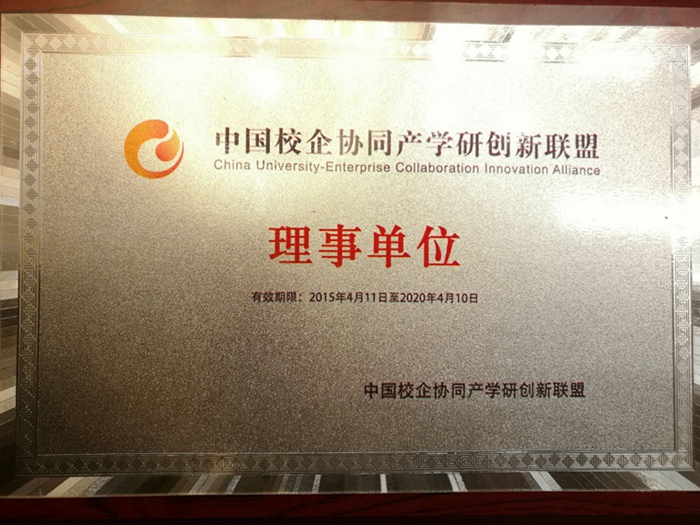 中国校企协同产学研创新联盟
China University-Enterprise Collaboration Innovation Alliance
理事单位
有效期限：2015年4月11日至2020年4月10日
中国校企协同产学研创新联盟